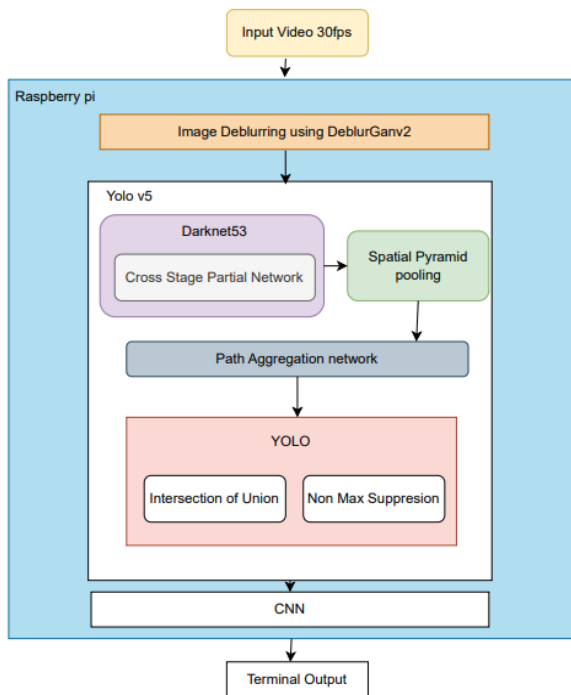 Input Video 30fps
Raspberry pi
Image Deblurring using DeblurGanv2
Yolo v5
Darknet53
Cross Stage Partial Network
Spatial Pyramid
pooling
Path Aggregation network
YOLO
Intersection of Union
Non Max Suppresion
CNN
Terminal Output